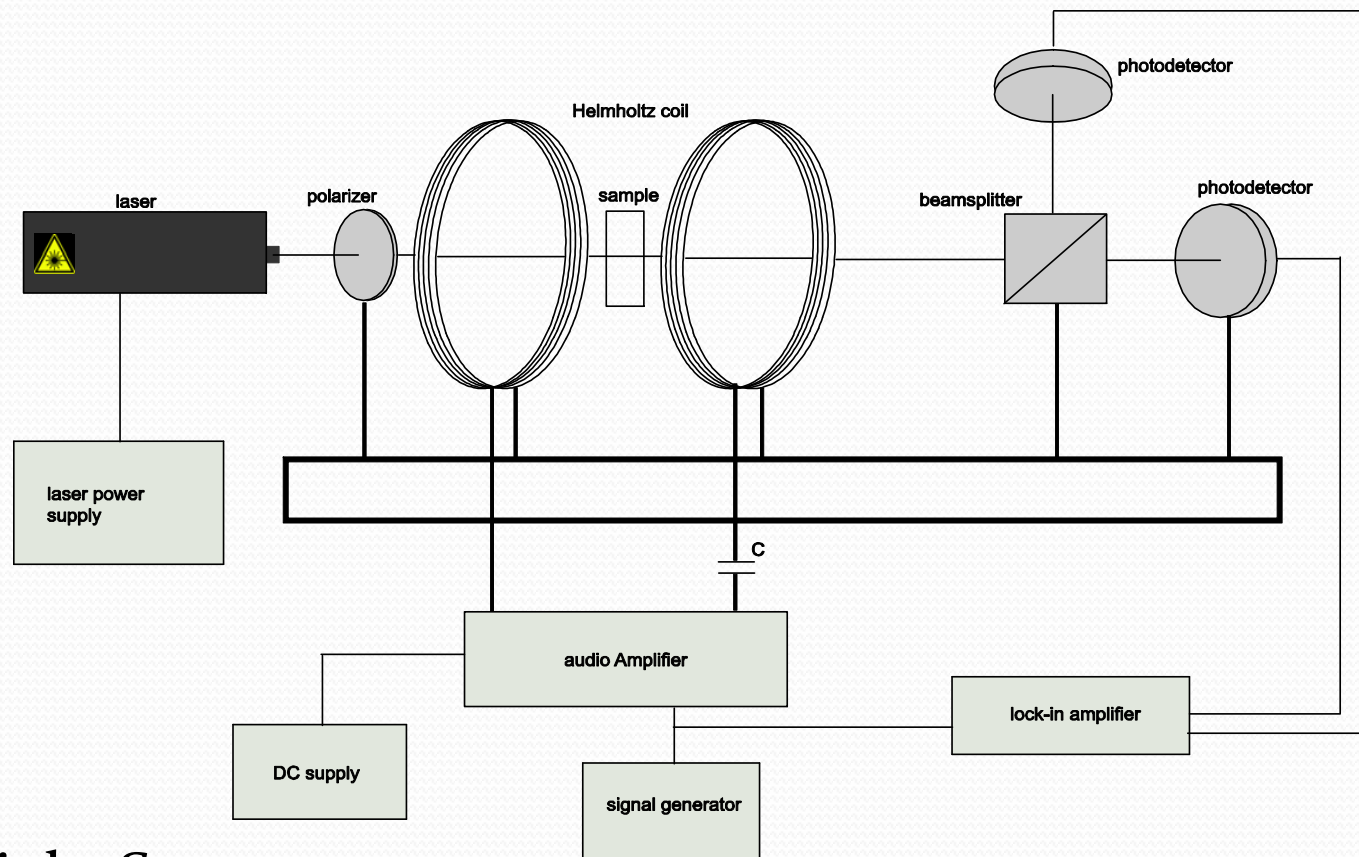 photodetector
Helmholtz coil
photodetector
laser
polarizer
sample
beamsplitter
laser power
supply
C
audio Amplifier
lock-in amplifier
DC supply
signal generator